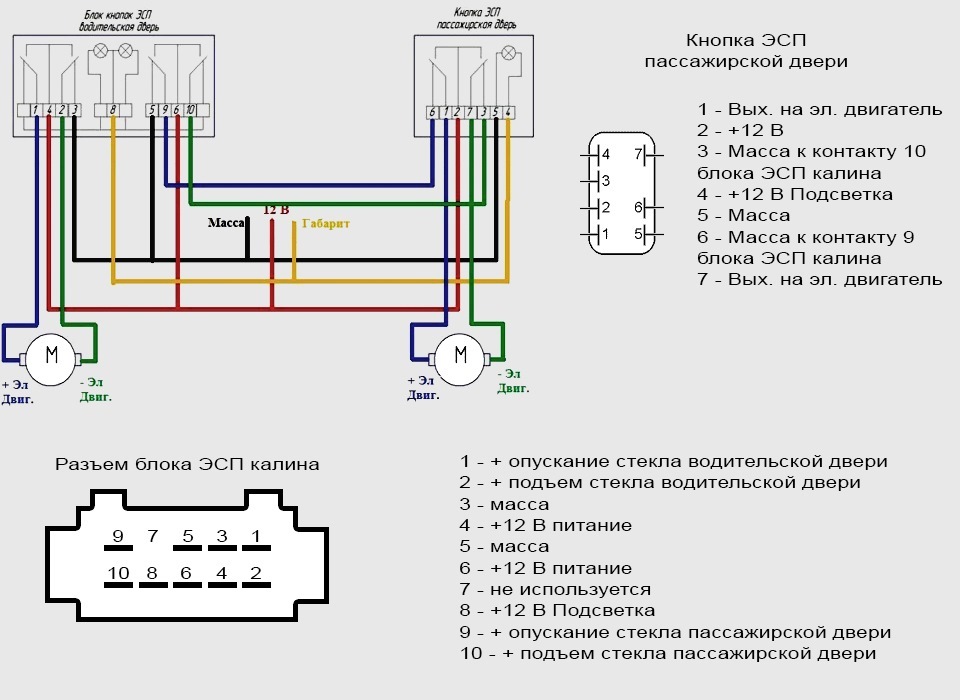 Блок кнопок ЭСП
водительская дверь
1 4 2 3 8 5 9 6 10
Кнопка ЭСП
пассажирская дверь
6 1 2 7 3 5 4
Масса
12 В
Габарит
М
+ Эл
Двиг.
- Эл
Двиг.
М
+ Эл
Двиг.
- Эл
Двиг.
Кнопка ЭСП
пассажирской двери
4 7
3
2 6
1 5
1 - Вых. на эл. двигатель
2 - +12 В
3 - Масса к контакту 10
блока ЭСП калина
4 - +12 В Подсветка
5 - Масса
6 - Масса к контакту 9
блока ЭСП калина
7 - Вых. на эл. двигатель
Разъем блока ЭСП калина
9 7 5 3 1
10 8 6 4 2
1 - + опускание стекла водительской двери
2 - + подъем стекла водительской двери
3 - масса
4 - +12 В питание
5 - масса
6 - +12 В питание
7 - не используется
8 - +12 В Подсветка
9 - + опускание стекла пассажирской двери
10 - + подъем стекла пассажирской двери